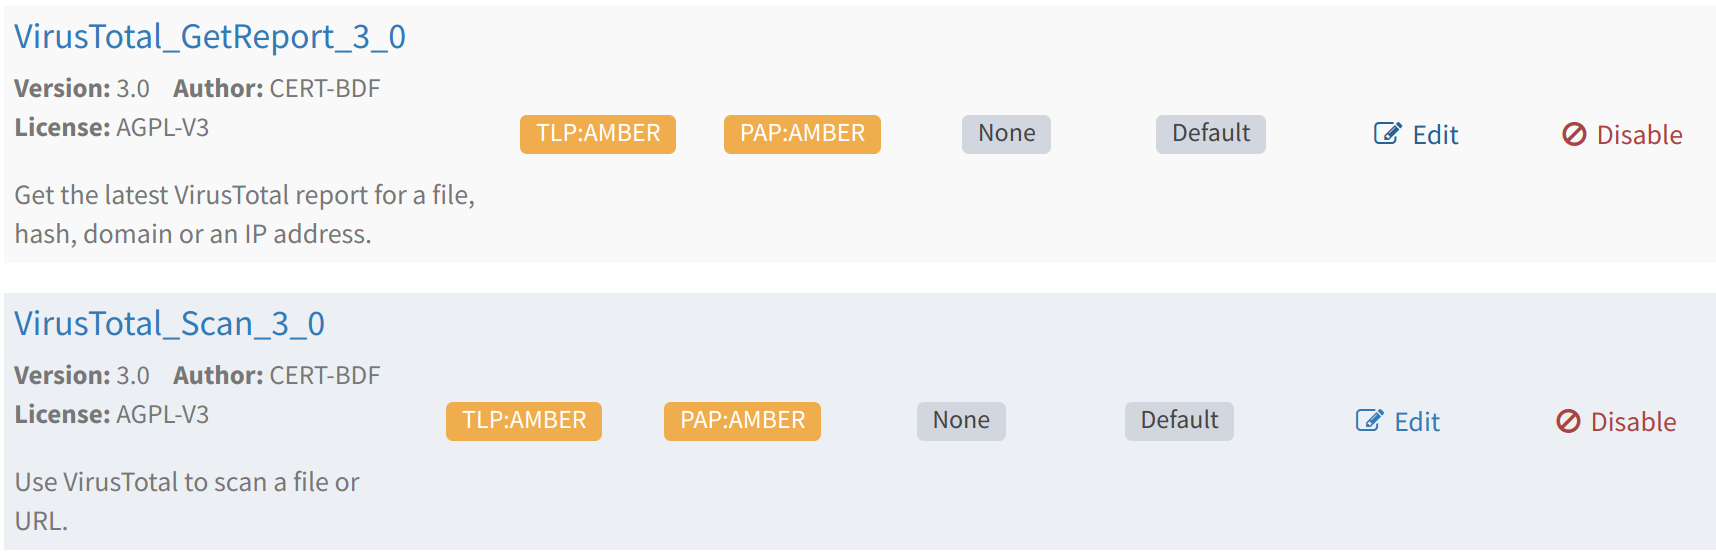 VirusTotal_GetReport_3_0
Version: 3.0 Author: CERT-BDF
License: AGPL-V3
TLP:AMBER PAP:AMBER None Default Edit Disable
Get the latest VirusTotal report for a file,
hash, domain or an IP address.
VirusTotal_Scan_3_0
Version: 3.0 Author: CERT-BDF
License: AGPL-V3
TLP:AMBER PAP:AMBER None Default Edit Disable
Use VirusTotal to scan a file or
URL.